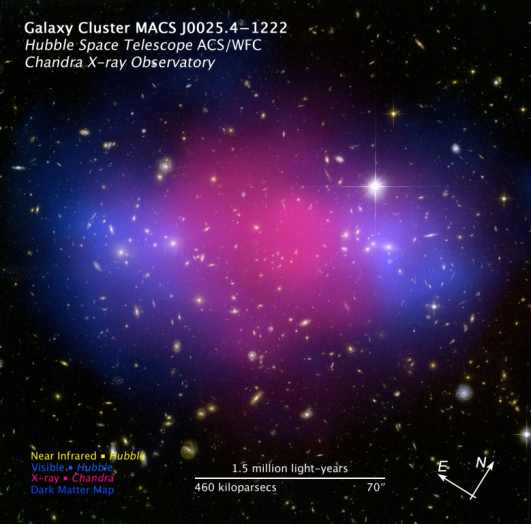 Galaxy Cluster MACS J0025.4−1222
Hubble Space Telescope ACS/WFC
Chandra X-ray Observatory
Near Infrared ▪ Hubble
Visible ▪ Hubble
X-ray ▪ Chandra
Dark Matter Map
1.5 million light-years
460 kiloparsecs 70"
E N